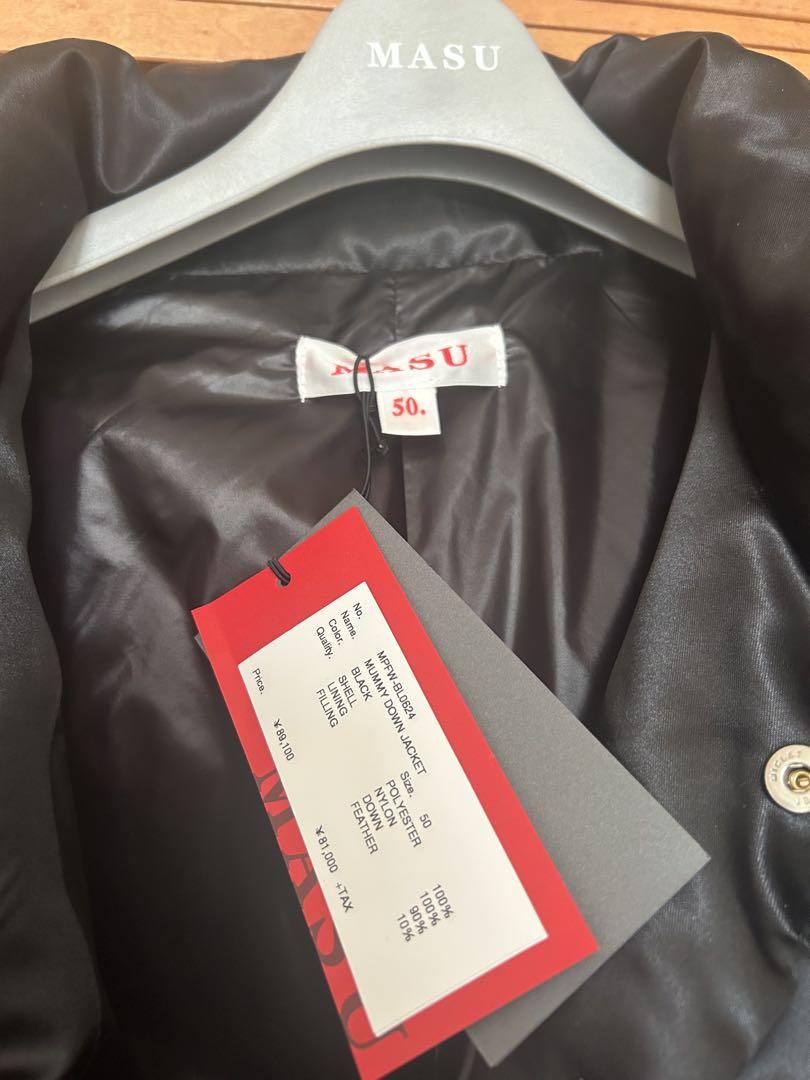 MASU
MASU
50.
No. MPFW-BL0624
Name. MUMMY DOWN JACKET
Color. BLACK Size. 50
Quality. SHELL POLYESTER 100%
LINING NYLON 100%
FILLING DOWN 90%
FEATHER 10%
Price. ¥89,100 ¥81,000 +TAX
MASU